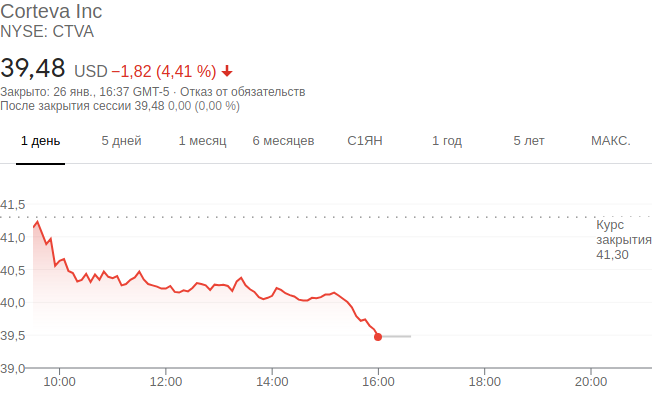 Corteva Inc
NYSE: CTVA
39,48 USD −1,82 (4,41 %)
Закрыто: 26 янв., 16:37 GMT-5 · Отказ от обязательств
После закрытия сессии 39,48 0,00 (0,00 %)
1 день 5 дней 1 месяц 6 месяцев С1ЯН 1 год 5 лет МАКС.
41,5
Курс
закрытия
41,30
41,0
40,5
40,0
39,5
39,0
10:00 12:00 14:00 16:00 18:00 20:00